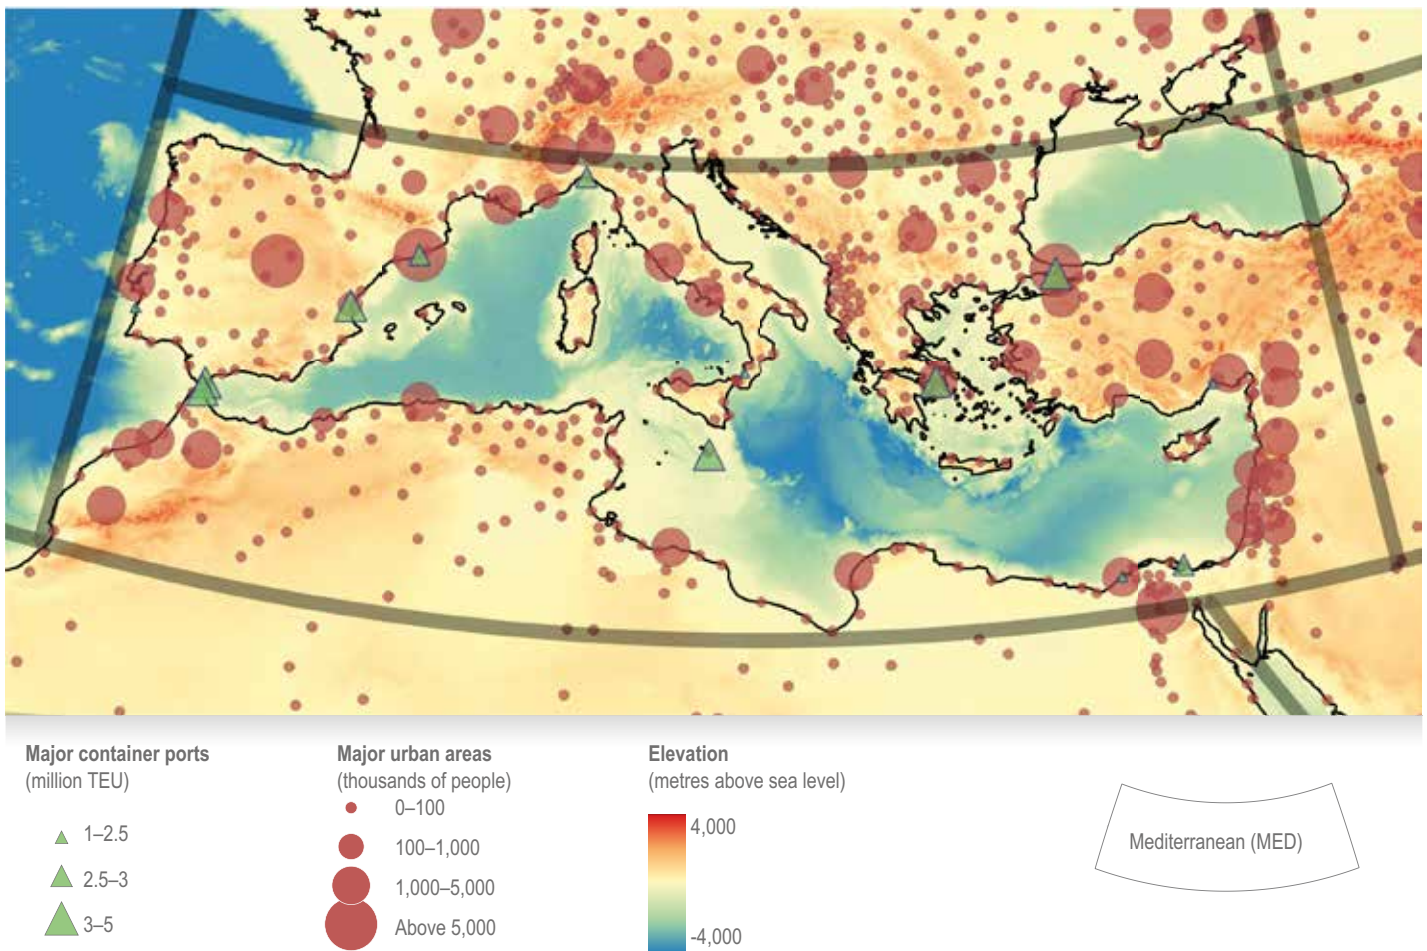 Major container ports
(million TEU)
1–2.5
2.5–3
3–5
Major urban areas
(thousands of people)
0–100
100–1,000
1,000–5,000
Above 5,000
Elevation
(metres above sea level)
4,000
-4,000
Mediterranean (MED)